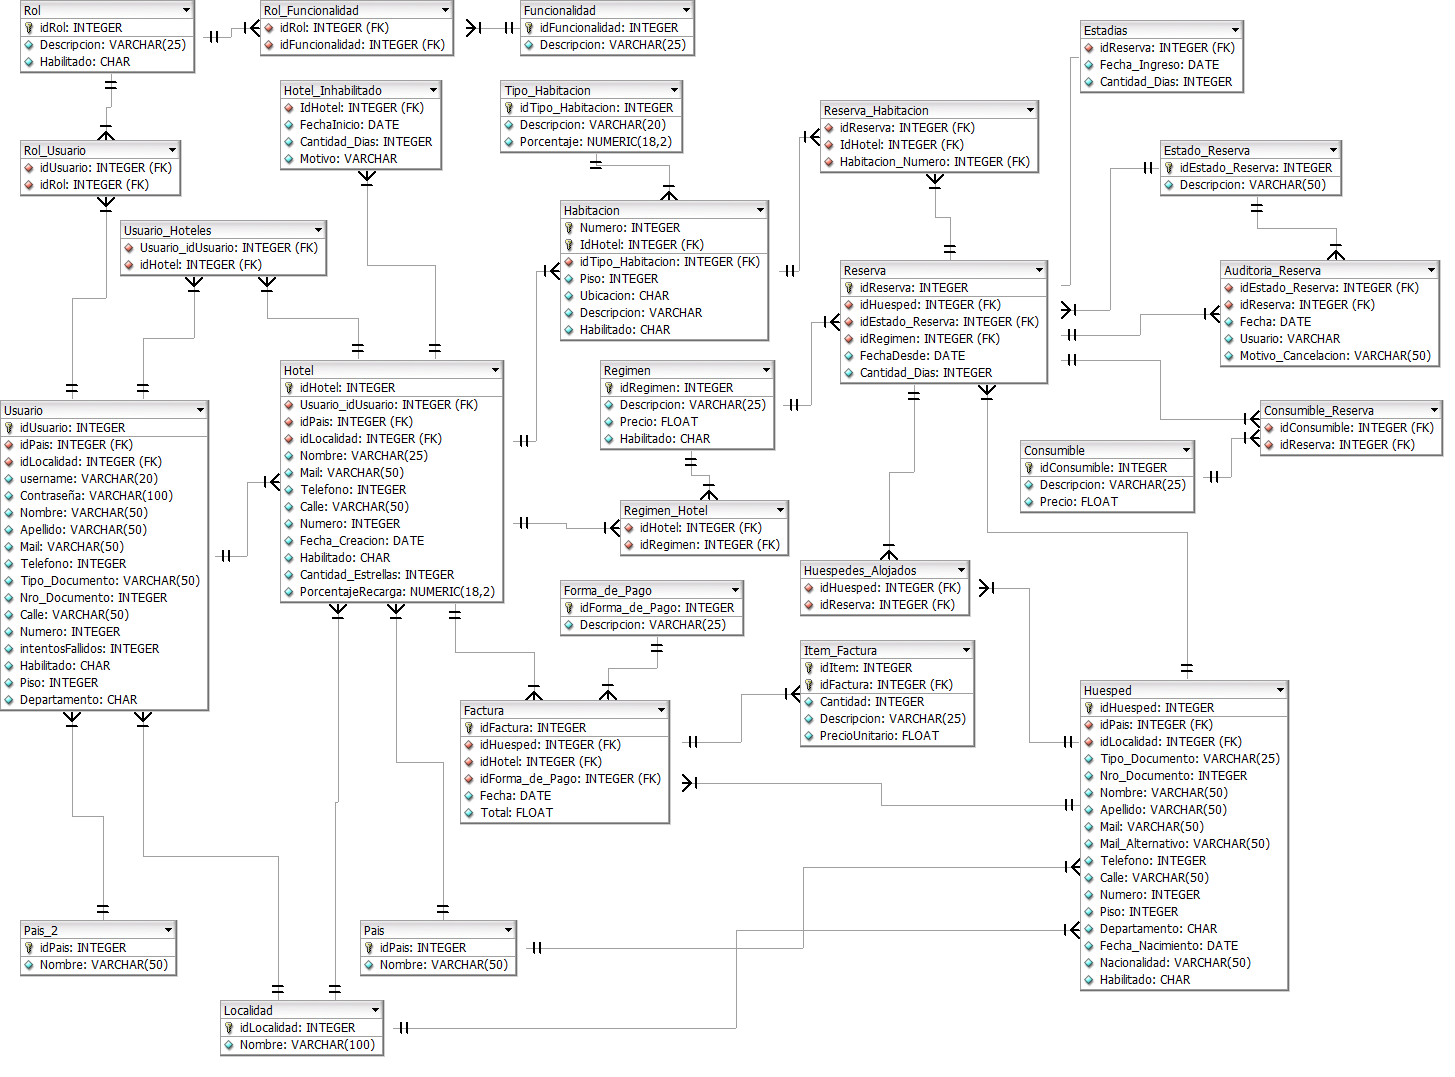 Rol
idRol: INTEGER
Descripcion: VARCHAR(25)
Habilitado: CHAR
Rol_Funcionalidad
idRol: INTEGER (FK)
idFuncionalidad: INTEGER (FK)
Funcionalidad
idFuncionalidad: INTEGER
Descripcion: VARCHAR(25)
Estadias
idReserva: INTEGER (FK)
Fecha_Ingreso: DATE
Cantidad_Dias: INTEGER
Hotel_Inhabilitado
IdHotel: INTEGER (FK)
FechaInicio: DATE
Cantidad_Dias: INTEGER
Motivo: VARCHAR
Tipo_Habitacion
idTipo_Habitacion: INTEGER
Descripcion: VARCHAR(20)
Porcentaje: NUMERIC(18,2)
Reserva_Habitacion
idReserva: INTEGER (FK)
IdHotel: INTEGER (FK)
Habitacion_Numero: INTEGER (FK)
Rol_Usuario
idUsuario: INTEGER (FK)
idRol: INTEGER (FK)
Estado_Reserva
idEstado_Reserva: INTEGER
Descripcion: VARCHAR(50)
Usuario_Hoteles
Usuario_idUsuario: INTEGER (FK)
idHotel: INTEGER (FK)
Habitacion
Numero: INTEGER
IdHotel: INTEGER (FK)
idTipo_Habitacion: INTEGER (FK)
Piso: INTEGER
Ubicacion: CHAR
Descripcion: VARCHAR
Habilitado: CHAR
Reserva
idReserva: INTEGER
idHuesped: INTEGER (FK)
idEstado_Reserva: INTEGER (FK)
idRegimen: INTEGER (FK)
FechaDesde: DATE
Cantidad_Dias: INTEGER
Auditoria_Reserva
idEstado_Reserva: INTEGER (FK)
idReserva: INTEGER (FK)
Fecha: DATE
Usuario: VARCHAR
Motivo_Cancelacion: VARCHAR(50)
Hotel
idHotel: INTEGER
Usuario_idUsuario: INTEGER (FK)
idPais: INTEGER (FK)
idLocalidad: INTEGER (FK)
Nombre: VARCHAR(25)
Mail: VARCHAR(50)
Telefono: INTEGER
Calle: VARCHAR(50)
Numero: INTEGER
Fecha_Creacion: DATE
Habilitado: CHAR
Cantidad_Estrellas: INTEGER
PorcentajeRecarga: NUMERIC(18,2)
Regimen
idRegimen: INTEGER
Descripcion: VARCHAR(25)
Precio: FLOAT
Habilitado: CHAR
Usuario
idUsuario: INTEGER
idPais: INTEGER (FK)
idLocalidad: INTEGER (FK)
username: VARCHAR(20)
Contraseña: VARCHAR(100)
Nombre: VARCHAR(50)
Apellido: VARCHAR(50)
Mail: VARCHAR(50)
Telefono: INTEGER
Tipo_Documento: VARCHAR(50)
Nro_Documento: INTEGER
Calle: VARCHAR(50)
Numero: INTEGER
intentosFallidos: INTEGER
Habilitado: CHAR
Piso: INTEGER
Departamento: CHAR
Consumible_Reserva
idConsumible: INTEGER (FK)
idReserva: INTEGER (FK)
Consumible
idConsumible: INTEGER
Descripcion: VARCHAR(25)
Precio: FLOAT
Regimen_Hotel
idHotel: INTEGER (FK)
idRegimen: INTEGER (FK)
Huespedes_Alojados
idHuesped: INTEGER (FK)
idReserva: INTEGER (FK)
Forma_de_Pago
idForma_de_Pago: INTEGER
Descripcion: VARCHAR(25)
Item_Factura
idItem: INTEGER
idFactura: INTEGER (FK)
Cantidad: INTEGER
Descripcion: VARCHAR(25)
PrecioUnitario: FLOAT
Huesped
idHuesped: INTEGER
idPais: INTEGER (FK)
idLocalidad: INTEGER (FK)
Tipo_Documento: VARCHAR(25)
Nro_Documento: INTEGER
Nombre: VARCHAR(50)
Apellido: VARCHAR(50)
Mail: VARCHAR(50)
Mail_Alternativo: VARCHAR(50)
Telefono: INTEGER
Calle: VARCHAR(50)
Numero: INTEGER
Piso: INTEGER
Departamento: CHAR
Fecha_Nacimiento: DATE
Nacionalidad: VARCHAR(50)
Habilitado: CHAR
Factura
idFactura: INTEGER
idHuesped: INTEGER (FK)
idHotel: INTEGER (FK)
idForma_de_Pago: INTEGER (FK)
Fecha: DATE
Total: FLOAT
Pais_2
idPais: INTEGER
Nombre: VARCHAR(50)
Pais
idPais: INTEGER
Nombre: VARCHAR(50)
Localidad
idLocalidad: INTEGER
Nombre: VARCHAR(100)